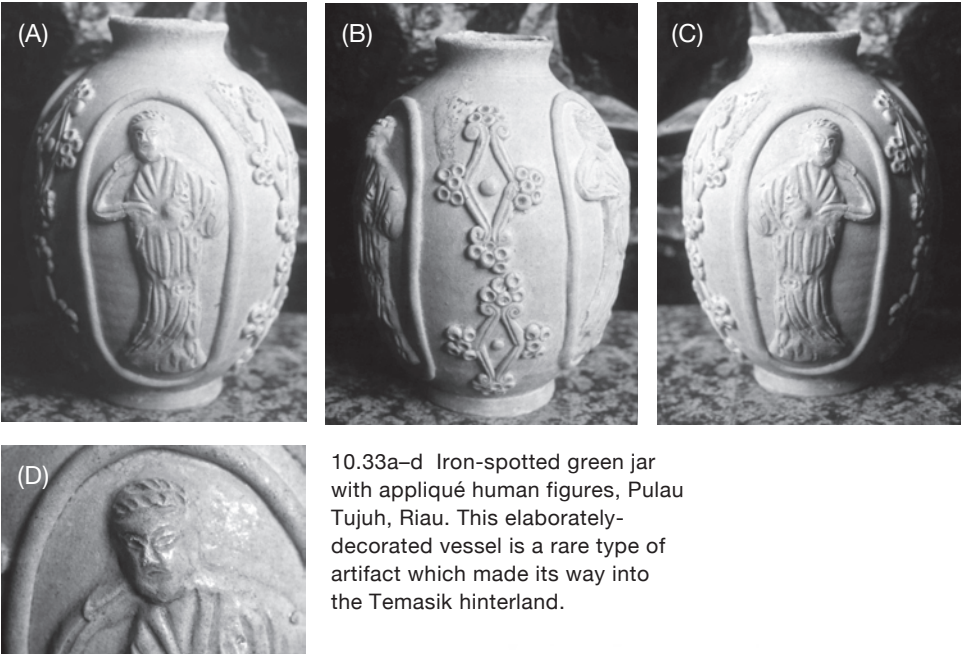 (A)
(B)
(C)
(D)
10.33a–d Iron-spotted green jar
with appliqué human figures, Pulau
Tujuh, Riau. This elaborately-
decorated vessel is a rare type of
artifact which made its way into
the Temasik hinterland.